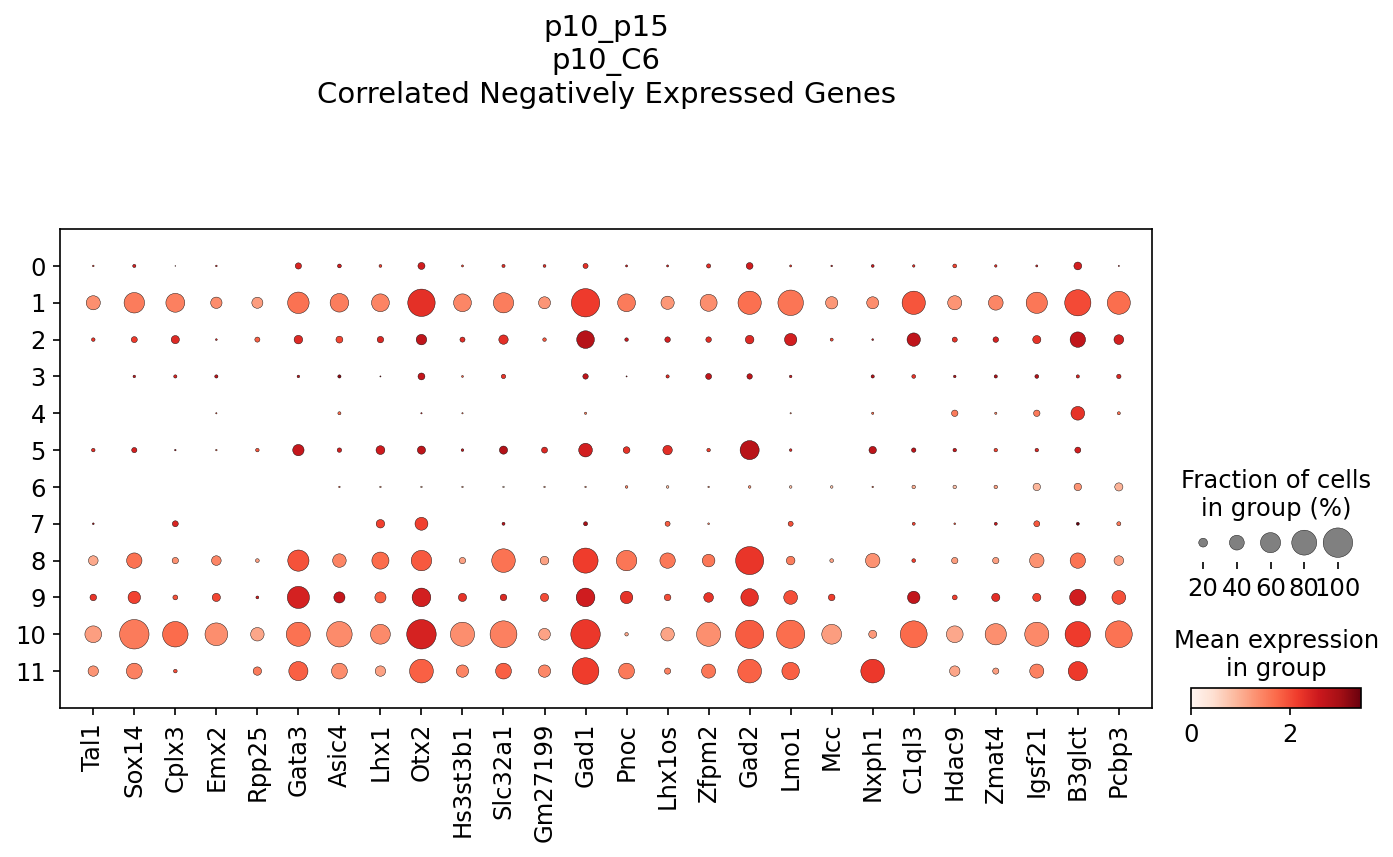 p10_p15
p10_C6
Correlated Negatively Expressed Genes
0
1
2
3
4
5
6
7
8
9
10
11
Tal1
Sox14
Cplx3
Emx2
Rpp25
Gata3
Asic4
Lhx1
Otx2
Hs3st3b1
Slc32a1
Gm27199
Gad1
Pnoc
Lhx1os
Zfpm2
Gad2
Lmo1
Mcc
Nxph1
C1ql3
Hdac9
Zmat4
Igsf21
B3glct
Pcbp3
Fraction of cells
in group (%)
20 40 60 80 100
Mean expression
in group
0 2